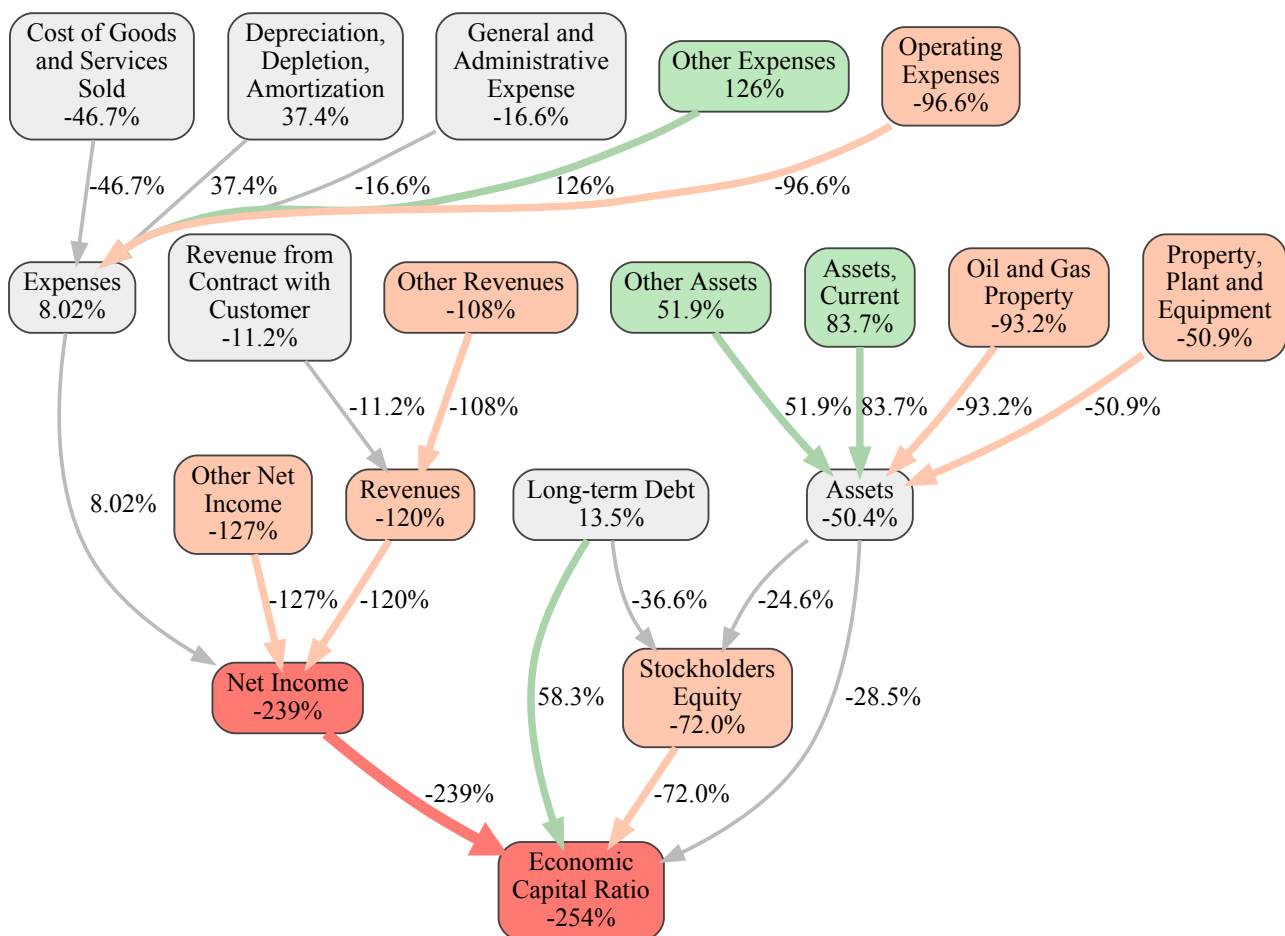 Cost of Goods
and Services
Sold
-46.7%
Depreciation,
Depletion,
Amortization
37.4%
General and
Administrative
Expense
-16.6%
Other Expenses
126%
Operating
Expenses
-96.6%
-46.7%
37.4%
-16.6%
126%
-96.6%
Expenses
8.02%
Revenue from
Contract with
Customer
-11.2%
Other Revenues
-108%
Other Assets
51.9%
Assets,
Current
83.7%
Oil and Gas
Property
-93.2%
Property,
Plant and
Equipment
-50.9%
-11.2%
-108%
51.9%
83.7%
-93.2%
-50.9%
8.02%
Other Net
Income
-127%
Revenues
-120%
Long-term Debt
13.5%
Assets
-50.4%
-127%
-120%
-36.6%
-24.6%
Net Income
-239%
58.3%
Stockholders
Equity
-72.0%
-28.5%
-239%
-72.0%
Economic
Capital Ratio
-254%